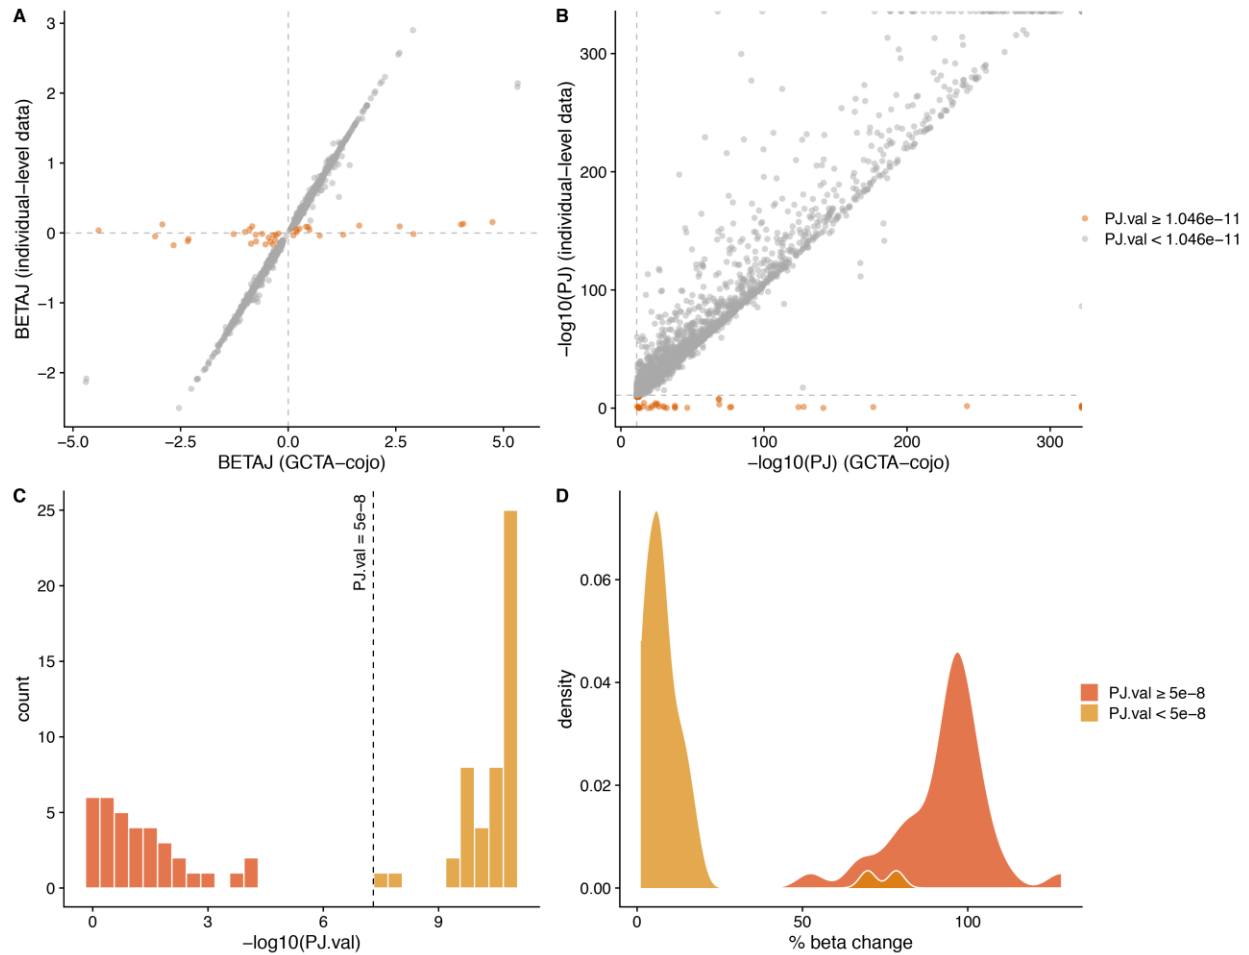 A
3
2
1
0
−1
−2
−5.0
−2.5
0.0
2.5
5.0
BETAJ (GCTA−cojo)
BETAJ (individual−level data)
B
300
200
100
0
0
100
200
300
−log10(PJ) (GCTA−cojo)
−log10(PJ) (individual−level data)
PJ.val ≥ 1.046e−11
PJ.val < 1.046e−11
C
25
20
15
10
5
0
0
3
6
9
−log10(PJ.val)
count
PJ.val = 5e−8
D
0.06
0.04
0.02
0.00
0
50
100
% beta change
density
PJ.val ≥ 5e−8
PJ.val < 5e−8